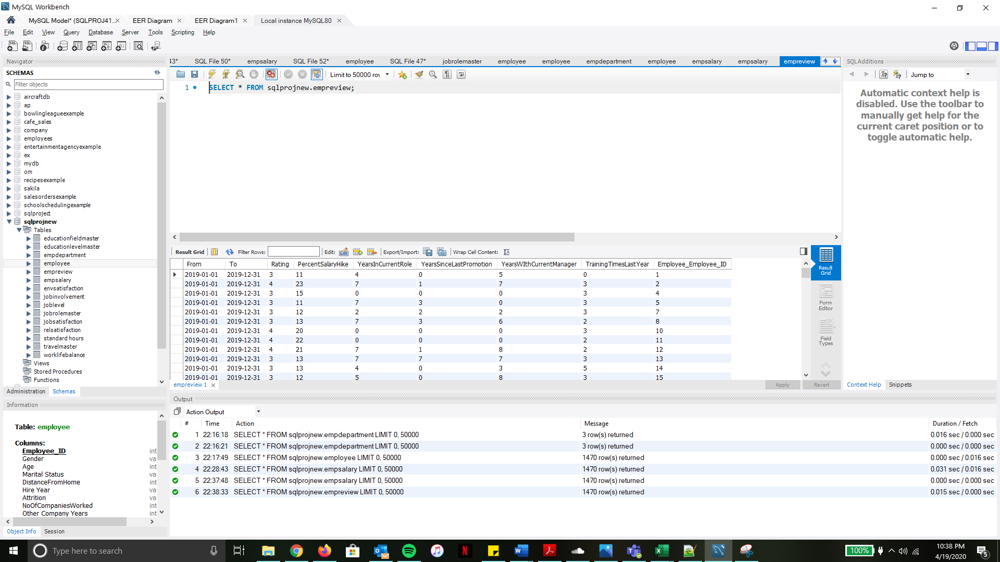 MySQL Workbench
MySQL Model* (SQLPROJ41.. × EER Diagram × EER Diagram1 × Local instance MySQL80 ×
File Edit View Query Database Server Tools Scripting Help
Navigator
SCHEMAS
Filter objects
aircraftdb
ap
bowlingleagueexample
cafe_sales
company
employees
entertainmentagencyexample
ex
mydb
om
recipesexample
sakila
salesordersexample
schoolschedulingexample
sqlproject
sqlprojnew
Tables
educationfieldmaster
educationlevelmaster
empdepartment
employee
empreview
empsalary
envsatisfaction
jobinvolvement
joblevel
jobrolemaster
jobsatisfaction
relsatisfaction
standard hours
travelmaster
worklifebalance
Views
Stored Procedures
Functions
Administration Schemas
Information
Table: employee
Columns:
Employee_ID int
Gender va
Age int
Marital Status va
DistanceFromHome int
Hire Year va
Attrition va
NoOfCompaniesWorked int
Other Company Years int
Object Info Session
43* SQL File 50* empsalary SQL File 52* employee SQL File 47* jobrolemaster employee employee empdepartment employee empsalary empsalary empreview
Limit to 50000 rov
1 SELECT * FROM sqlprojnew.empreview;
Result Grid Filter Rows: Edit: Export/Import: Wrap Cell Content:
From To Rating PercentSalaryHike YearsInCurrentRole YearsSinceLastPromotion YearsWIthCurrentManager TrainingTimesLastYear Employee_Employee_ID
2019-01-01 2019-12-31 3 11 4 0 5 0 1
2019-01-01 2019-12-31 4 23 7 1 7 3 2
2019-01-01 2019-12-31 3 15 0 0 0 3 4
2019-01-01 2019-12-31 3 11 7 3 0 3 5
2019-01-01 2019-12-31 3 12 2 2 2 3 7
2019-01-01 2019-12-31 3 13 7 3 6 2 8
2019-01-01 2019-12-31 4 20 0 0 0 3 10
2019-01-01 2019-12-31 4 22 0 0 0 2 11
2019-01-01 2019-12-31 4 21 7 1 8 2 12
2019-01-01 2019-12-31 3 13 7 7 7 3 13
2019-01-01 2019-12-31 3 13 4 0 3 5 14
2019-01-01 2019-12-31 3 12 5 0 8 3 15
Result Grid
Form Editor
Field Types
empreview 1 × Apply Revert
SQLAdditions
Jump to
Automatic context help is
disabled. Use the toolbar to
manually get help for the
current caret position or to
toggle automatic help.
Context Help Snippets
Output
Action Output
# Time Action Message Duration / Fetch
1 22:16:18 SELECT * FROM sqlprojnew.empdepartment LIMIT 0, 50000 3 row(s) returned 0.016 sec / 0.000 sec
2 22:16:21 SELECT * FROM sqlprojnew.empdepartment LIMIT 0, 50000 3 row(s) returned 0.000 sec / 0.000 sec
3 22:17:49 SELECT * FROM sqlprojnew.employee LIMIT 0, 50000 1470 row(s) returned 0.000 sec / 0.016 sec
4 22:28:43 SELECT * FROM sqlprojnew.empsalary LIMIT 0, 50000 1470 row(s) returned 0.031 sec / 0.016 sec
5 22:37:48 SELECT * FROM sqlprojnew.empsalary LIMIT 0, 50000 1470 row(s) returned 0.000 sec / 0.000 sec
6 22:38:33 SELECT * FROM sqlprojnew.empreview LIMIT 0, 50000 1470 row(s) returned 0.015 sec / 0.000 sec
Type here to search
100%
10:38 PM
4/19/2020
5